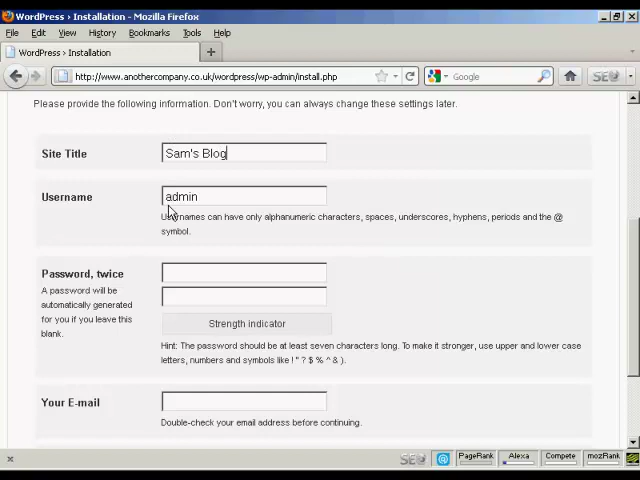 WordPress › Installation - Mozilla Firefox
File Edit View History Bookmarks Tools Help
WordPress › Installation
http://www.anothercompany.co.uk/wordpress/wp-admin/install.php
Google
SEO
Please provide the following information. Don't worry, you can always change these settings later.
Site Title Sam's Blog
Username admin
Usernames can have only alphanumeric characters, spaces, underscores, hyphens, periods and the @
symbol.
Password, twice
A password will be
automatically generated
for you if you leave this
blank.
Strength indicator
Hint: The password should be at least seven characters long. To make it stronger, use upper and lower case
letters, numbers and symbols like ! " ? $ % ^ & ).
Your E-mail
Double-check your email address before continuing.
SEO @ PageRank Alexa Compete mozRank